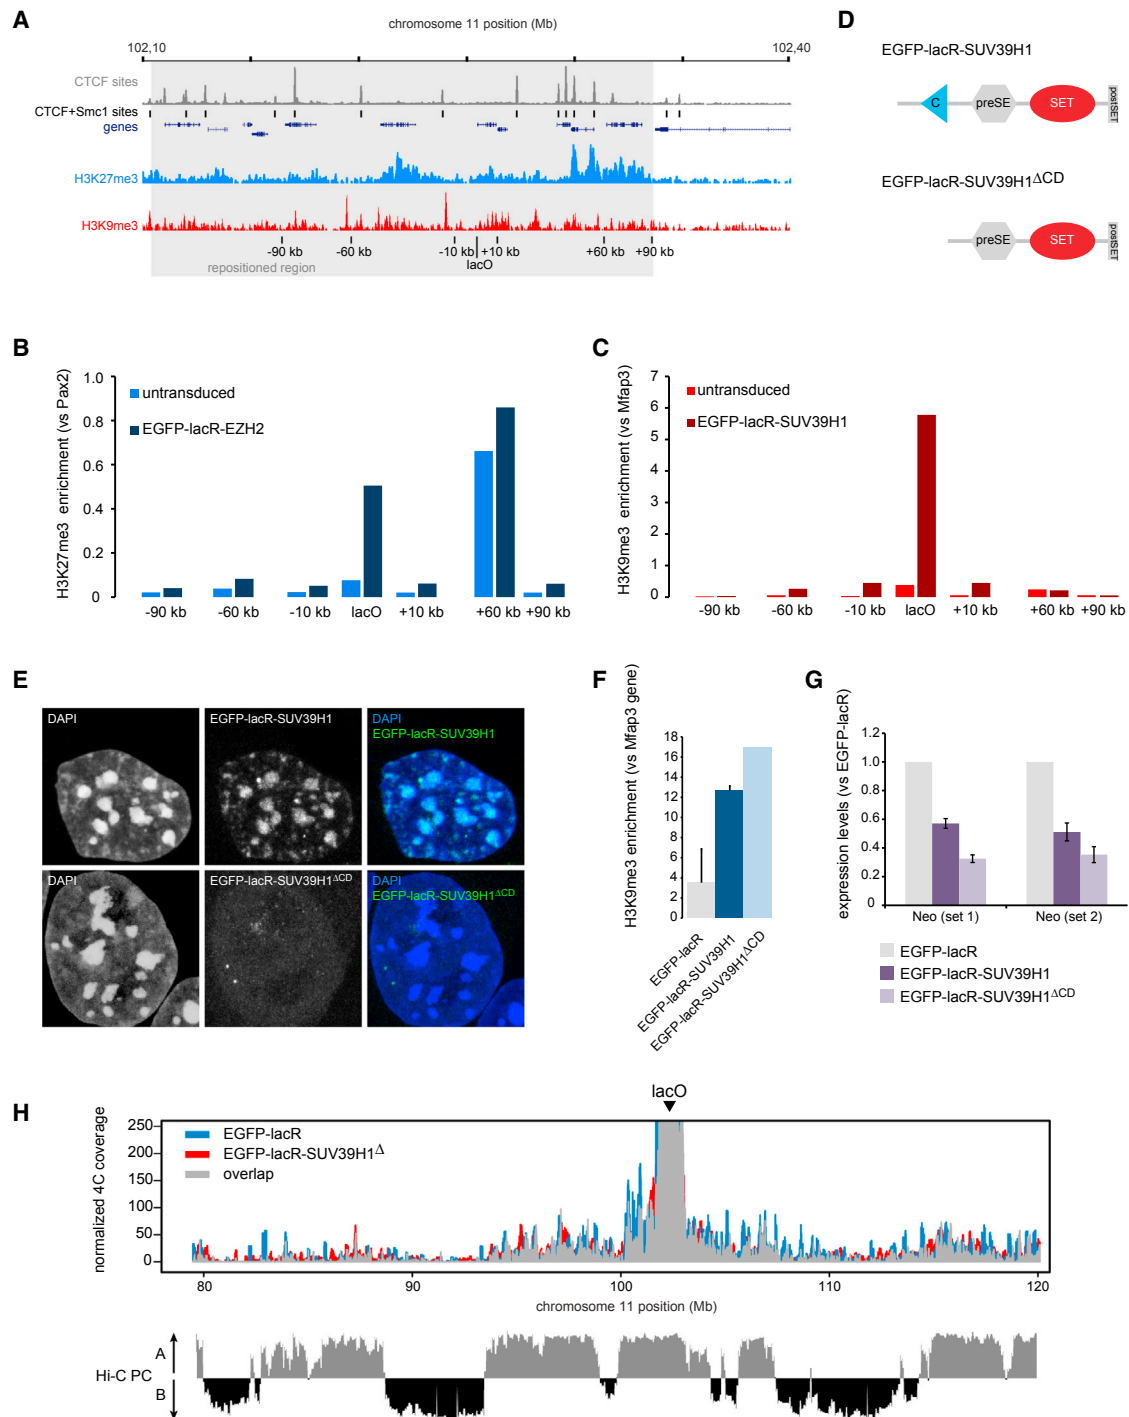 A
chromosome 11 position (Mb)
102,10
102,40
CTCF sites
CTCF+Smc1 sites
genes
H3K27me3
H3K9me3
-90 kb
-60 kb
-10 kb
+10 kb
+60 kb
+90 kb
lacO
repositioned region
D
EGFP-lacR-SUV39H1
C
preSE
SET
postSET
EGFP-lacR-SUV39H1ΔCD
preSE
SET
postSET
B
H3K27me3 enrichment (vs Pax2)
1.0
0.8
0.6
0.4
0.2
0
untransduced
EGFP-lacR-EZH2
-90 kb
-60 kb
-10 kb
lacO
+10 kb
+60 kb
+90 kb
C
H3K9me3 enrichment (vs Mfap3)
7
6
5
4
3
2
1
0
untransduced
EGFP-lacR-SUV39H1
-90 kb
-60 kb
-10 kb
lacO
+10 kb
+60 kb
+90 kb
E
DAPI
EGFP-lacR-SUV39H1
DAPI
EGFP-lacR-SUV39H1
DAPI
EGFP-lacR-SUV39H1ΔCD
DAPI
EGFP-lacR-SUV39H1ΔCD
F
H3K9me3 enrichment (vs Mfap3 gene)
18
16
14
12
10
8
6
4
2
0
EGFP-lacR
EGFP-lacR-SUV39H1
EGFP-lacR-SUV39H1ΔCD
G
expression levels (vs EGFP-lacR)
1.2
1.0
0.8
0.6
0.4
0.2
0
Neo (set 1)
Neo (set 2)
EGFP-lacR
EGFP-lacR-SUV39H1
EGFP-lacR-SUV39H1ΔCD
H
lacO
normalized 4C coverage
250
200
150
100
50
0
EGFP-lacR
EGFP-lacR-SUV39H1Δ
overlap
80
90
100
110
120
chromosome 11 position (Mb)
Hi-C PC
A
B